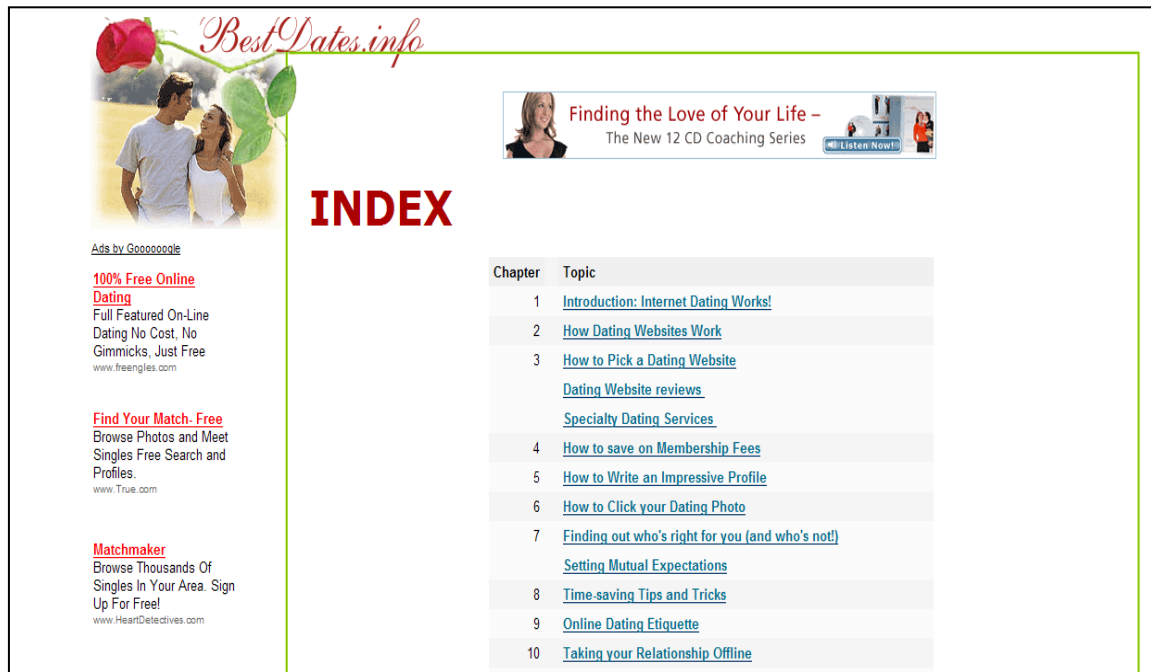 BestDates.info
Finding the Love of Your Life –
The New 12 CD Coaching Series
Listen Now!
INDEX
Ads by Goooooogle
100% Free Online
Dating
Full Featured On-Line
Dating No Cost, No
Gimmicks, Just Free
www.freengles.com
Find Your Match- Free
Browse Photos and Meet
Singles Free Search and
Profiles.
www.True.com
Matchmaker
Browse Thousands Of
Singles In Your Area. Sign
Up For Free!
www.HeartDetectives.com
Chapter Topic
1 Introduction: Internet Dating Works!
2 How Dating Websites Work
3 How to Pick a Dating Website
Dating Website reviews
Specialty Dating Services
4 How to save on Membership Fees
5 How to Write an Impressive Profile
6 How to Click your Dating Photo
7 Finding out who's right for you (and who's not!)
Setting Mutual Expectations
8 Time-saving Tips and Tricks
9 Online Dating Etiquette
10 Taking your Relationship Offline